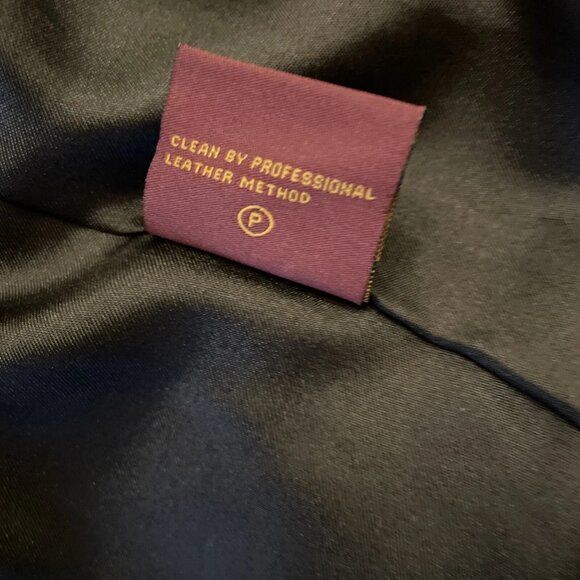 CLEAN BY PROFESSIONAL
LEATHER METHOD
P